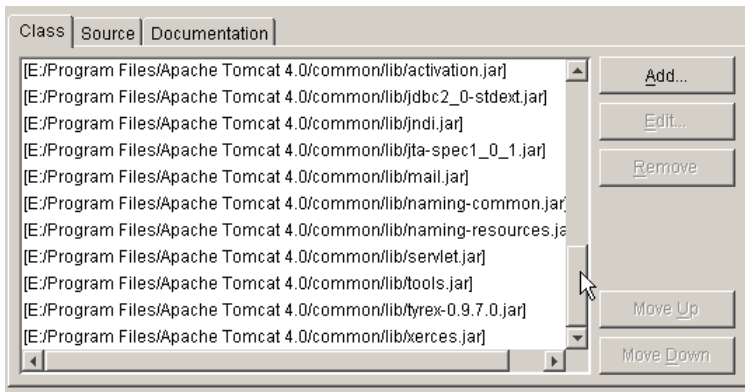 Class Source Documentation
[E:/Program Files/Apache Tomcat 4.0/common/lib/activation.jar]
[E:/Program Files/Apache Tomcat 4.0/common/lib/jdbc2_0-stdext.jar]
[E:/Program Files/Apache Tomcat 4.0/common/lib/jndi.jar]
[E:/Program Files/Apache Tomcat 4.0/common/lib/jta-spec1_0_1.jar]
[E:/Program Files/Apache Tomcat 4.0/common/lib/mail.jar]
[E:/Program Files/Apache Tomcat 4.0/common/lib/naming-common.jar]
[E:/Program Files/Apache Tomcat 4.0/common/lib/naming-resources.ja
[E:/Program Files/Apache Tomcat 4.0/common/lib/servlet.jar]
[E:/Program Files/Apache Tomcat 4.0/common/lib/tools.jar]
[E:/Program Files/Apache Tomcat 4.0/common/lib/tyrex-0.9.7.0.jar]
[E:/Program Files/Apache Tomcat 4.0/common/lib/xerces.jar]
Add...
Edit...
Remove
Move Up
Move Down